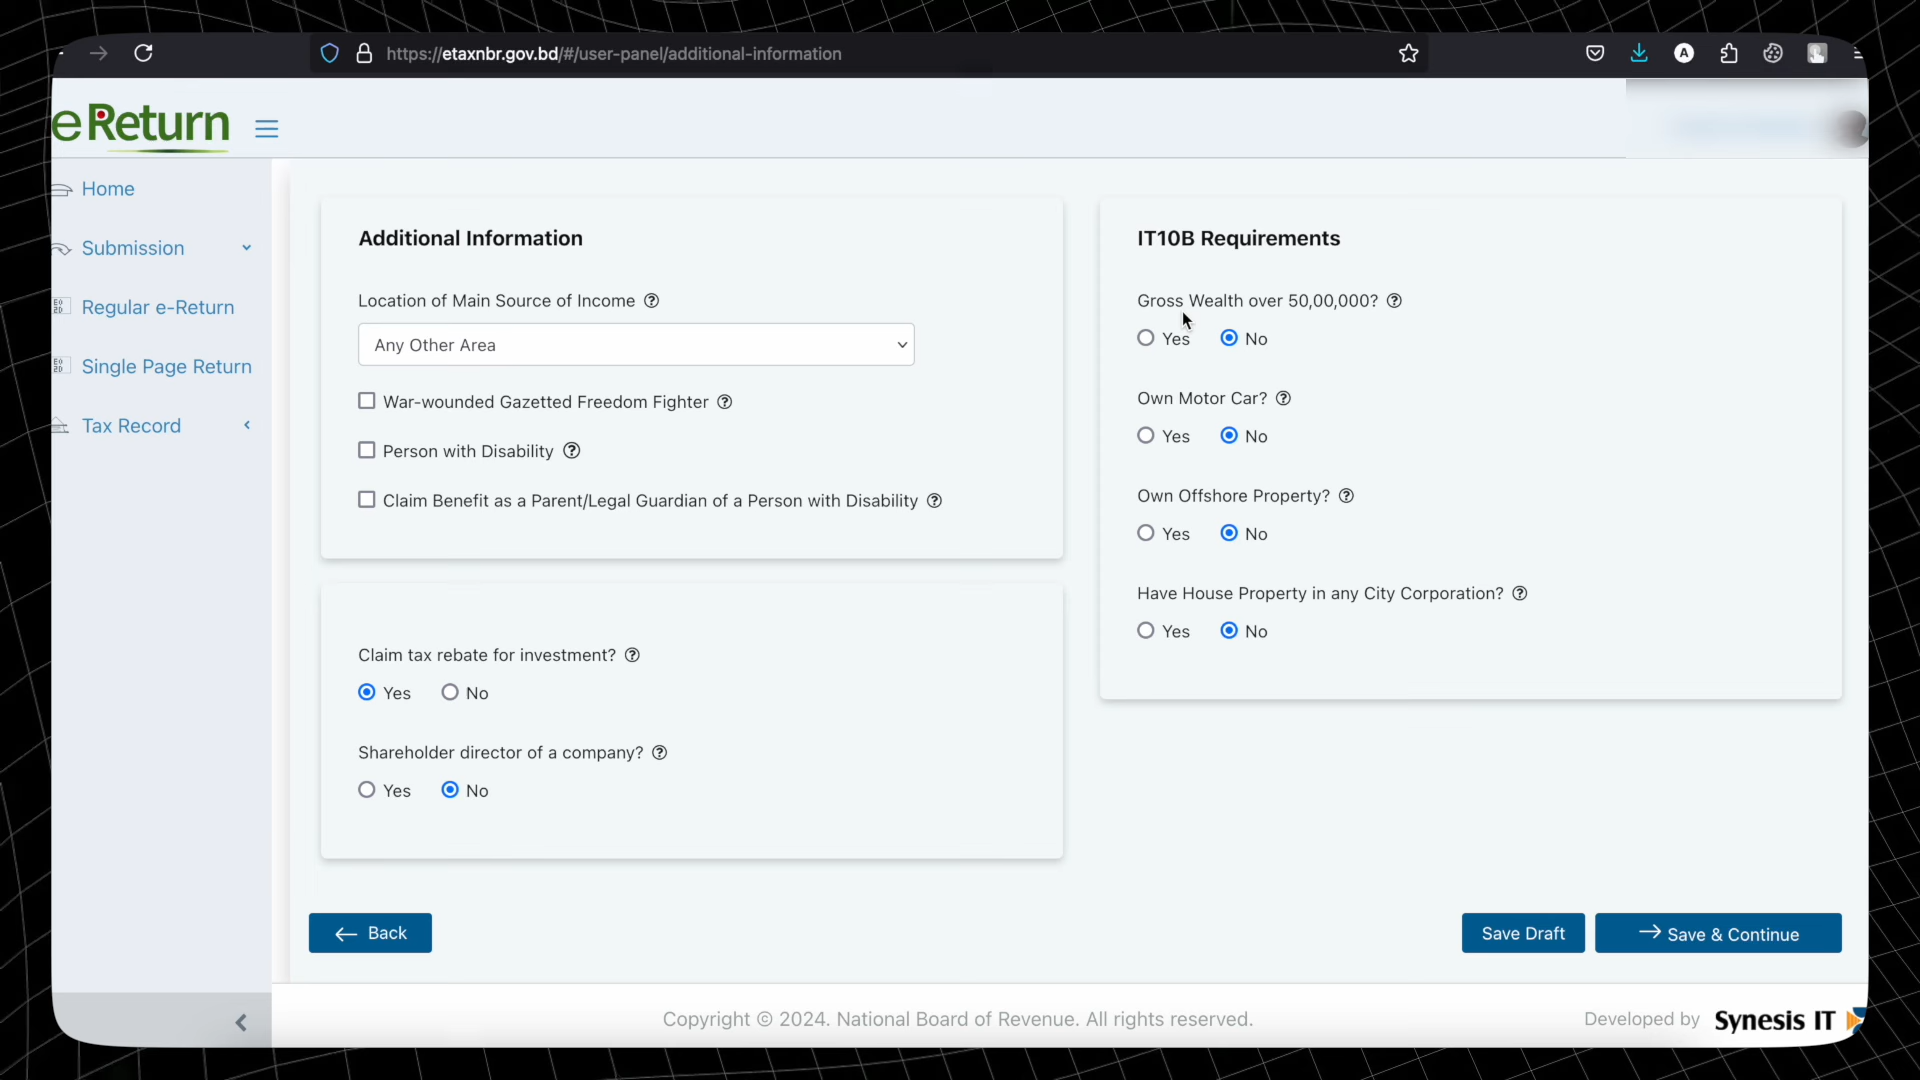 https://etaxnbr.gov.bd/#/user-panel/additional-information
A
e Return
Home
Submission
Regular e-Return
Single Page Return
Tax Record
Additional Information
Location of Main Source of Income ?
Any Other Area
War-wounded Gazetted Freedom Fighter ?
Person with Disability ?
Claim Benefit as a Parent/Legal Guardian of a Person with Disability ?
Claim tax rebate for investment? ?
Yes No
Shareholder director of a company? ?
Yes No
IT10B Requirements
Gross Wealth over 50,00,000? ?
Yes No
Own Motor Car? ?
Yes No
Own Offshore Property? ?
Yes No
Have House Property in any City Corporation? ?
Yes No
← Back
Save Draft
→ Save & Continue
Copyright © 2024. National Board of Revenue. All rights reserved.
Developed by Synesis IT